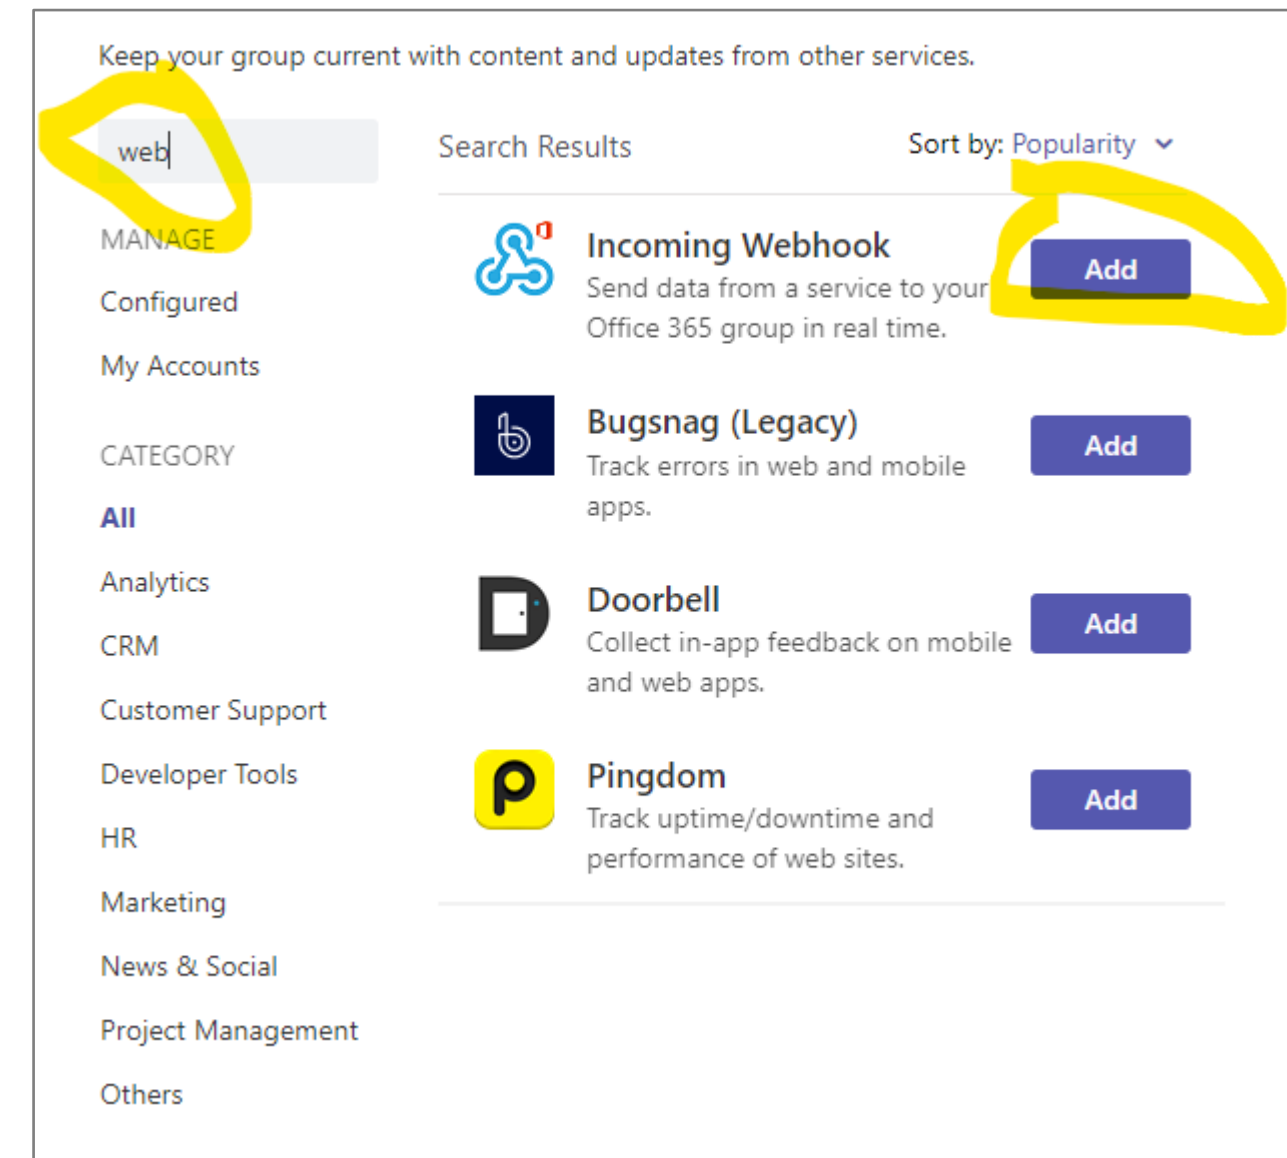 Keep your group current with content and updates from other services.
web
Search Results
Sort by: Popularity
MANAGE
Configured
My Accounts
CATEGORY
All
Analytics
CRM
Customer Support
Developer Tools
HR
Marketing
News & Social
Project Management
Others
Incoming Webhook
Send data from a service to your
Office 365 group in real time.
Add
Bugsnag (Legacy)
Track errors in web and mobile
apps.
Add
Doorbell
Collect in-app feedback on mobile
and web apps.
Add
Pingdom
Track uptime/downtime and
performance of web sites.
Add